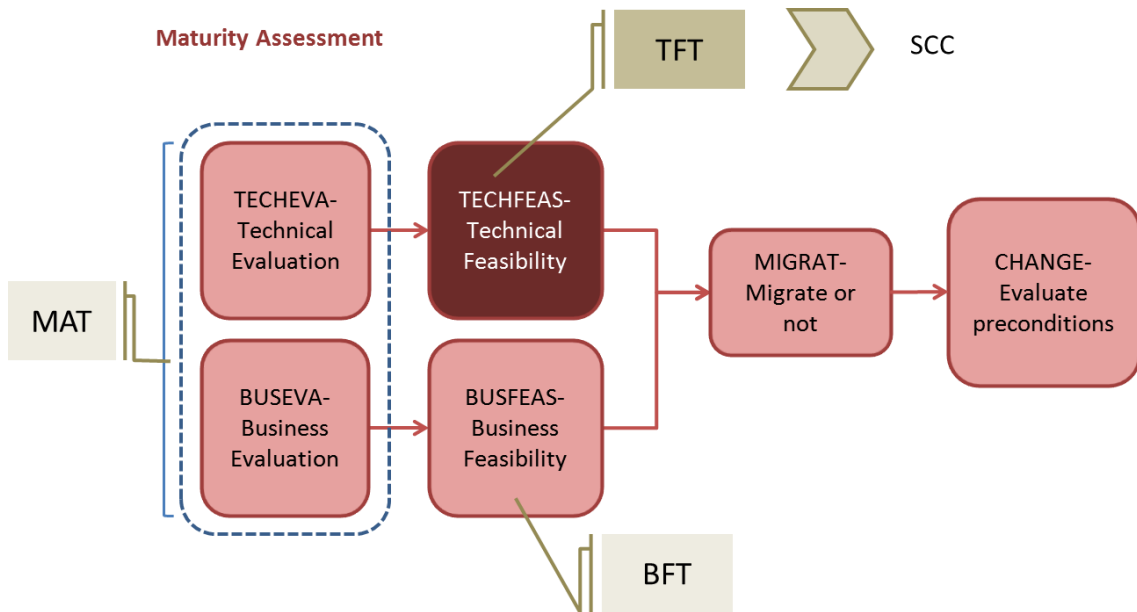 Maturity Assessment
TFT
SCC
TECHEVA-
Technical
Evaluation
TECHFEAS-
Technical
Feasibility
MIGRAT-
Migrate or
not
CHANGE-
Evaluate
preconditions
MAT
BUSEVA-
Business
Evaluation
BUSFEAS-
Business
Feasibility
BFT